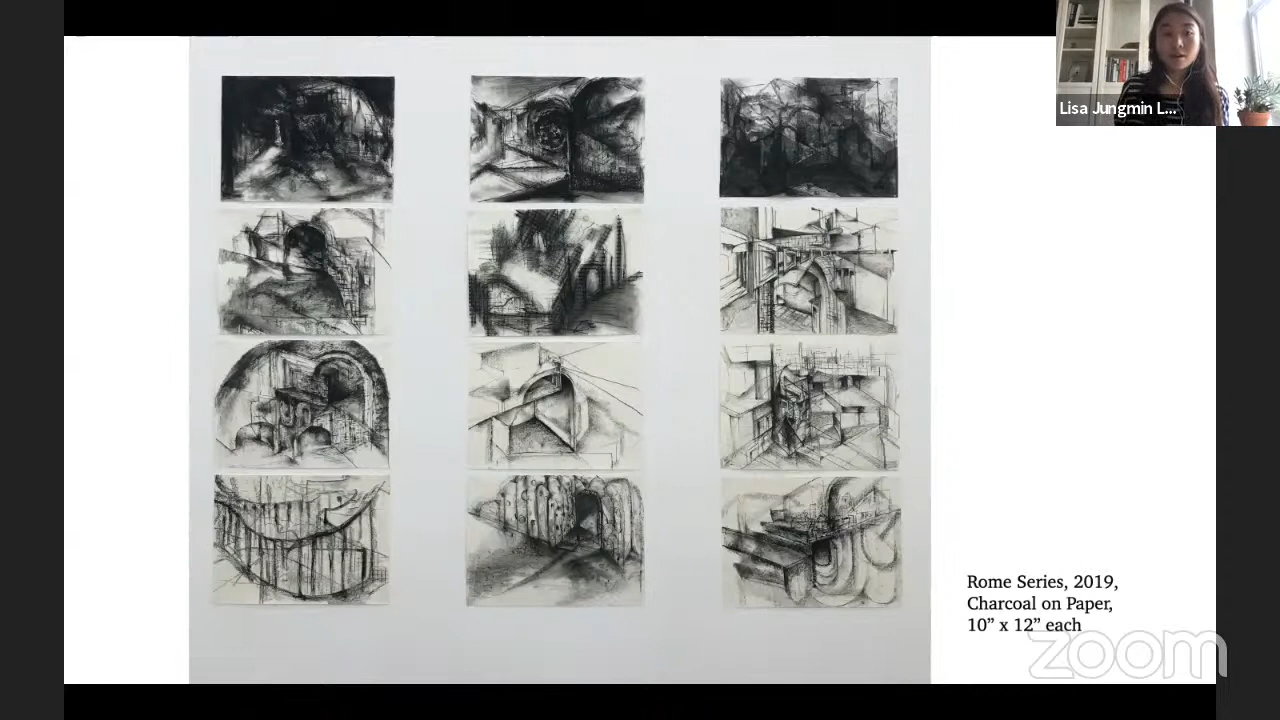 Lisa Jungmin L...
Rome Series, 2019,
Charcoal on Paper,
10” x 12” each
zoom